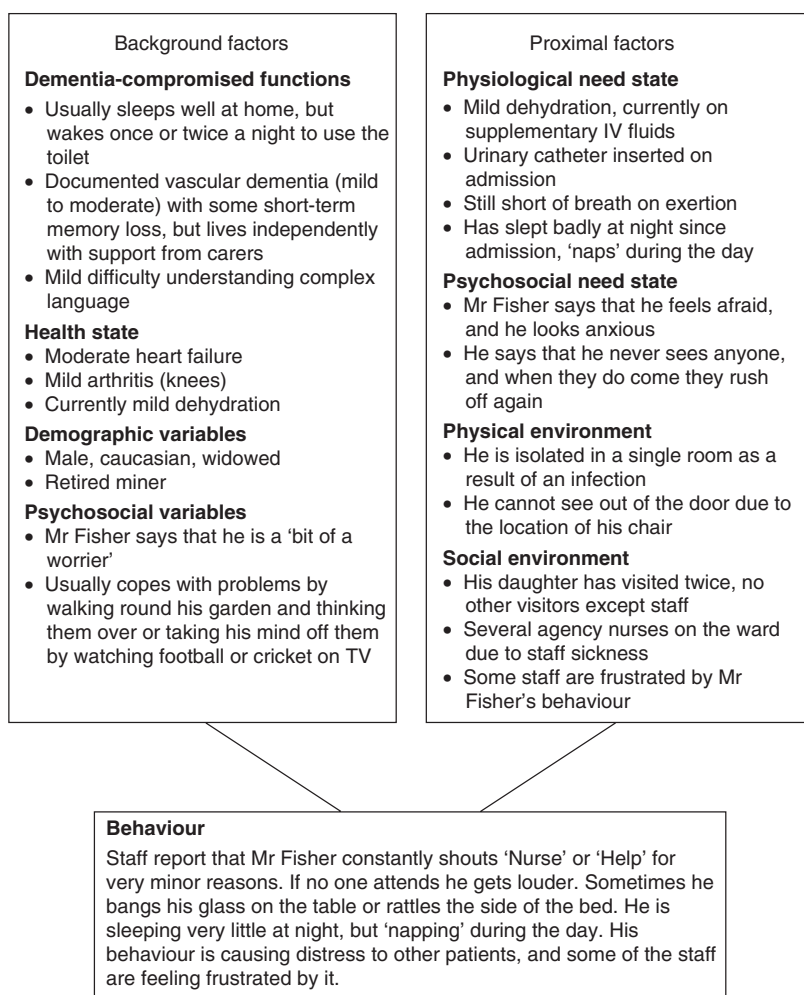 Background factors
Dementia-compromised functions
• Usually sleeps well at home, but
wakes once or twice a night to use the
toilet
• Documented vascular dementia (mild
to moderate) with some short-term
memory loss, but lives independently
with support from carers
• Mild difficulty understanding complex
language
Health state
• Moderate heart failure
• Mild arthritis (knees)
• Currently mild dehydration
Demographic variables
• Male, caucasian, widowed
• Retired miner
Psychosocial variables
• Mr Fisher says that he is a ‘bit of a
worrier’
• Usually copes with problems by
walking round his garden and thinking
them over or taking his mind off them
by watching football or cricket on TV
Proximal factors
Physiological need state
• Mild dehydration, currently on
supplementary IV fluids
• Urinary catheter inserted on
admission
• Still short of breath on exertion
• Has slept badly at night since
admission, ‘naps’ during the day
Psychosocial need state
• Mr Fisher says that he feels afraid,
and he looks anxious
• He says that he never sees anyone,
and when they do come they rush
off again
Physical environment
• He is isolated in a single room as a
result of an infection
• He cannot see out of the door due to
the location of his chair
Social environment
• His daughter has visited twice, no
other visitors except staff
• Several agency nurses on the ward
due to staff sickness
• Some staff are frustrated by Mr
Fisher’s behaviour
Behaviour
Staff report that Mr Fisher constantly shouts ‘Nurse’ or ‘Help’ for
very minor reasons. If no one attends he gets louder. Sometimes he
bangs his glass on the table or rattles the side of the bed. He is
sleeping very little at night, but ‘napping’ during the day. His
behaviour is causing distress to other patients, and some of the staff
are feeling frustrated by it.